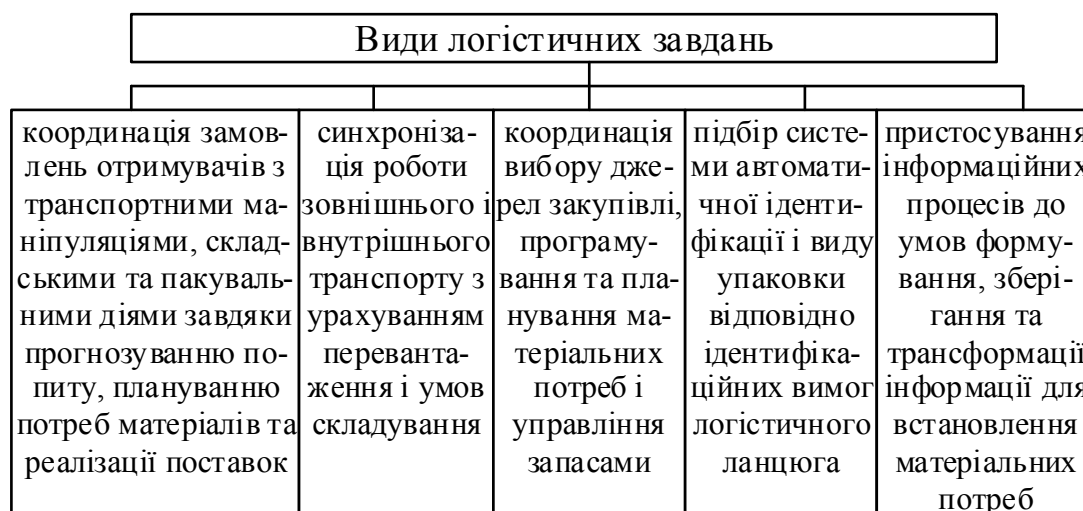 Види логістичних завдань
координація замов-
лень отримувачів з
транспортними ма-
ніпуляціями, склад-
ськими та пакуваль-
ними діями завдяки
прогнозуванню по-
питу, плануванню
потреб матеріалів та
реалізації поставок
синхроніза-
ція роботи
зовнішнього і
внутрішнього
транспорту з
урахуванням
перeванта-
ження і умов
складування
координація
вибору дже-
рел закупівлі,
програму-
вання та пла-
нування ма-
теріальних
потреб і
управління
запасами
підбір систе-
ми автомати-
чної іденти-
фікації і виду
упаковки
відповідно
ідентифіка-
ційних вимог
логістичного
ланцюга
пристосування
інформаційних
процесів до
умов форму-
вання, збері-
гання та
трансформації
інформації для
встановлення
матеріальних
потреб